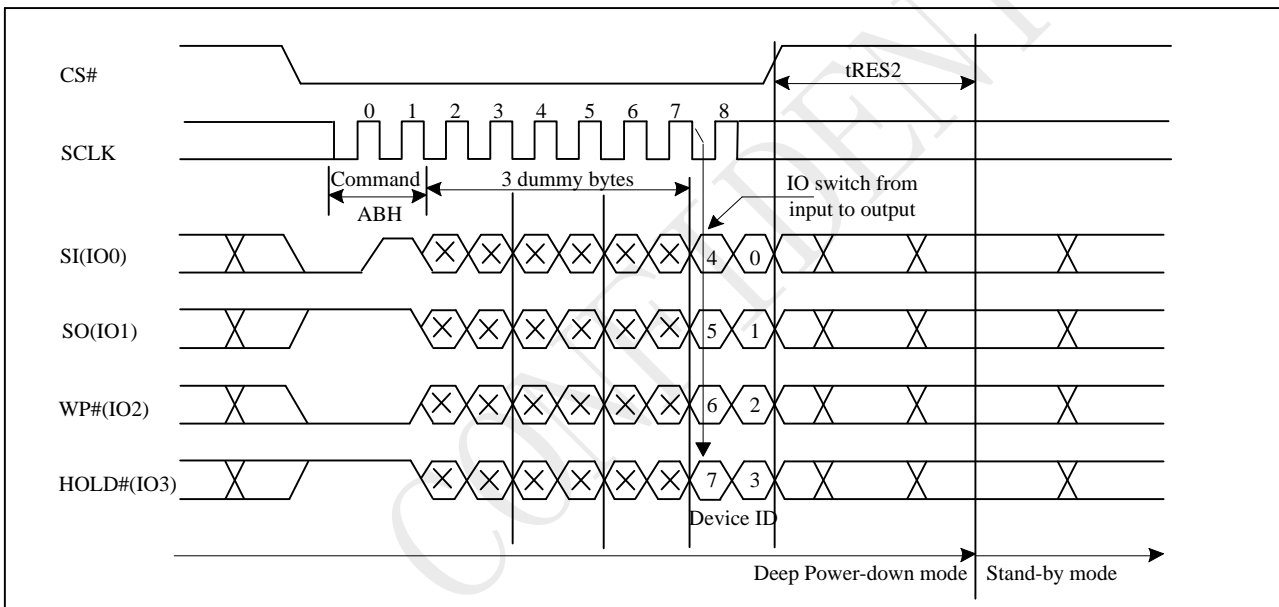 CS#
tRES2
0 1 2 3 4 5 6 7 8
SCLK
Command
ABH
3 dummy bytes
IO switch from
input to output
SI(IO0)
4 0
SO(IO1)
5 1
WP#(IO2)
6 2
HOLD#(IO3)
7 3
Device ID
Deep Power-down mode Stand-by mode
CONFIDENT